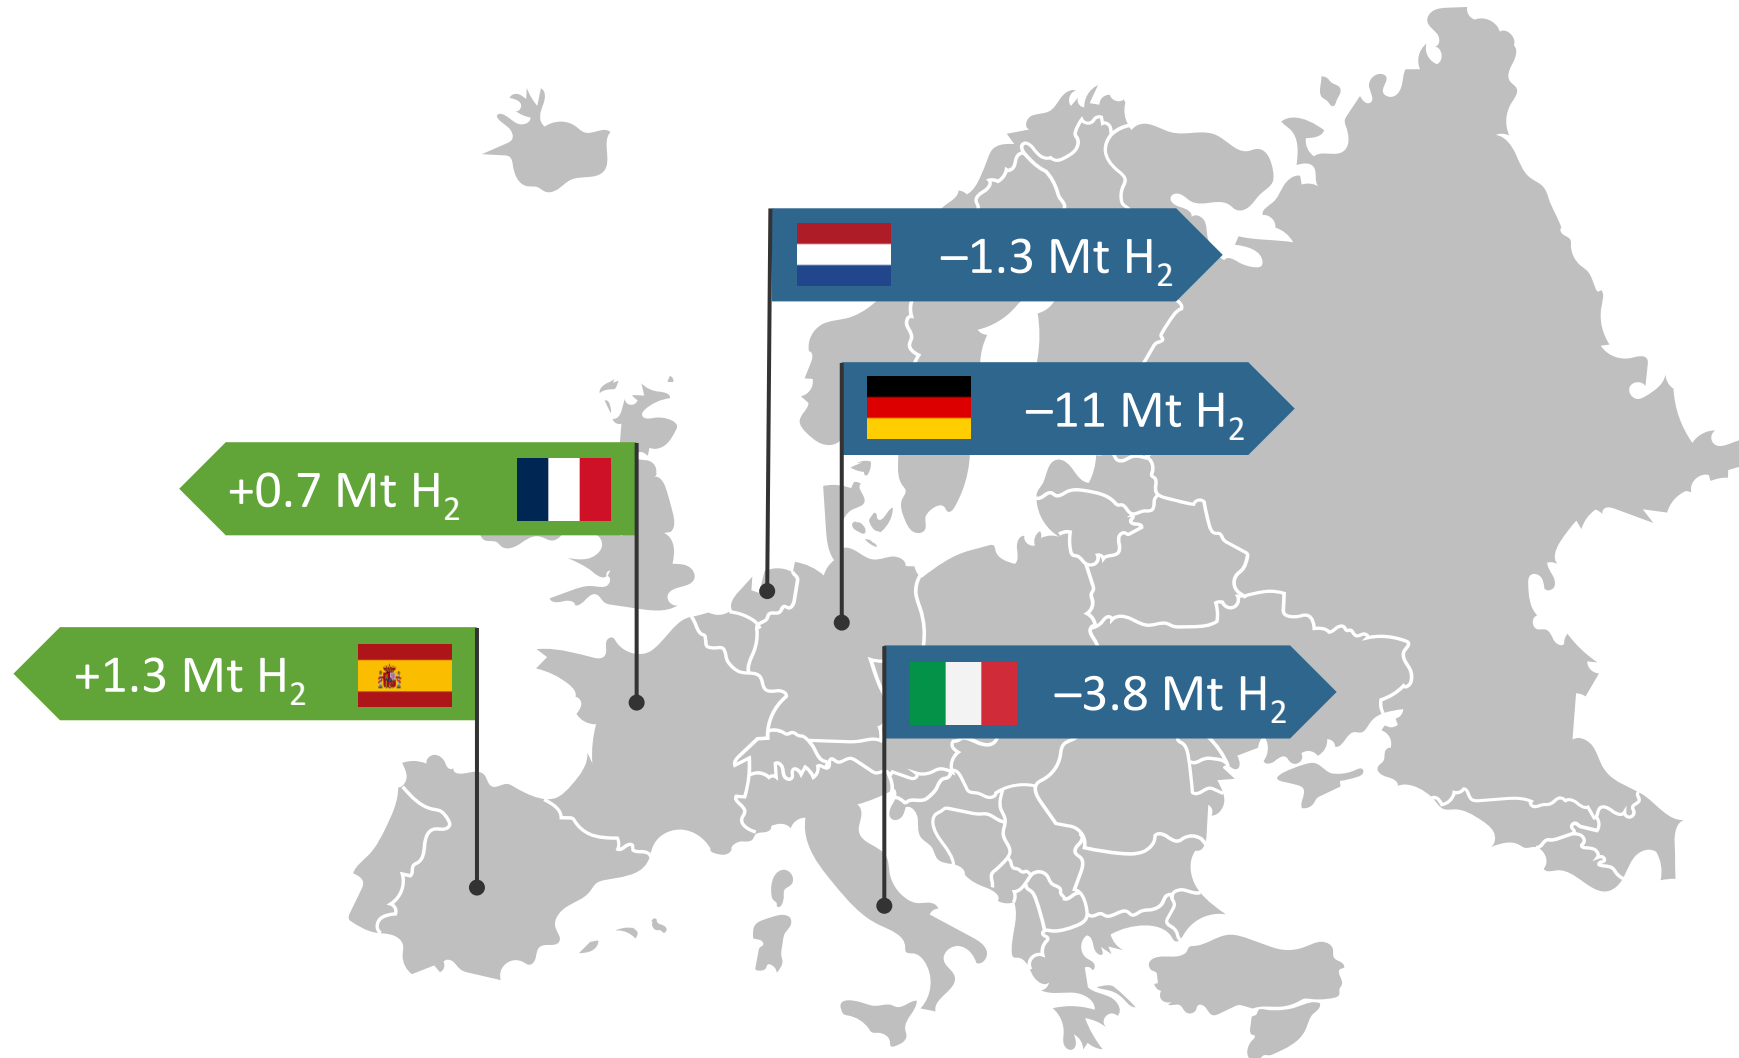 –1.3 Mt H₂
–11 Mt H₂
+0.7 Mt H₂
+1.3 Mt H₂
–3.8 Mt H₂